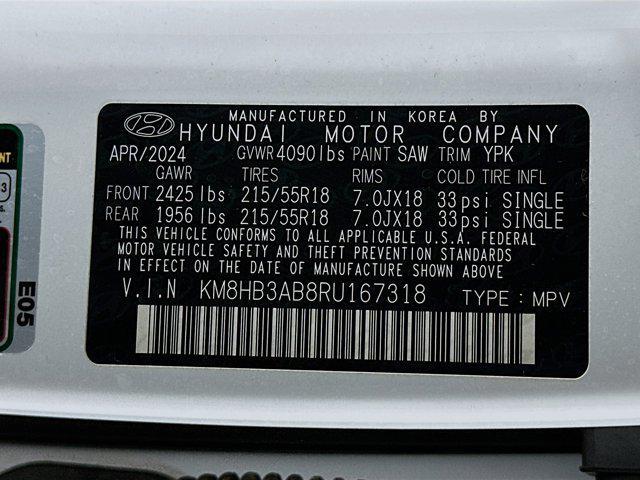 MANUFACTURED IN KOREA BY
HYUNDAI MOTOR COMPANY
APR/2024 GVWR 4090lbs PAINT SAW TRIM YPK
GAWR TIRES RIMS COLD TIRE INFL
FRONT 2425 lbs 215/55R18 7.0JX18 33psi SINGLE
REAR 1956 lbs 215/55R18 7.0JX18 33psi SINGLE
THIS VEHICLE CONFORMS TO ALL APPLICABLE U.S.A. FEDERAL
MOTOR VEHICLE SAFETY AND THEFT PREVENTION STANDARDS
IN EFFECT ON THE DATE OF MANUFACTURE SHOWN ABOVE
V.I.N KM8HB3AB8RU167318 TYPE : MPV
E05
3